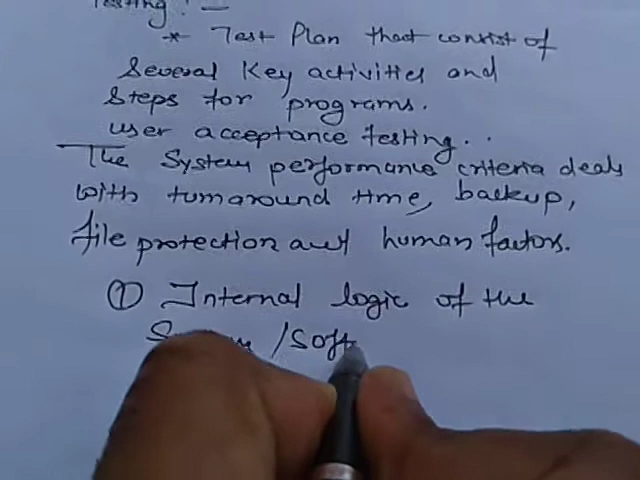 Testing: -
* Test Plan that consist of
Several Key activities and
Steps for programs.
user acceptance testing..
The System performance criteria deals
with turnaround time, backup,
file protection and human factors.
① Internal logic of the
/Soft